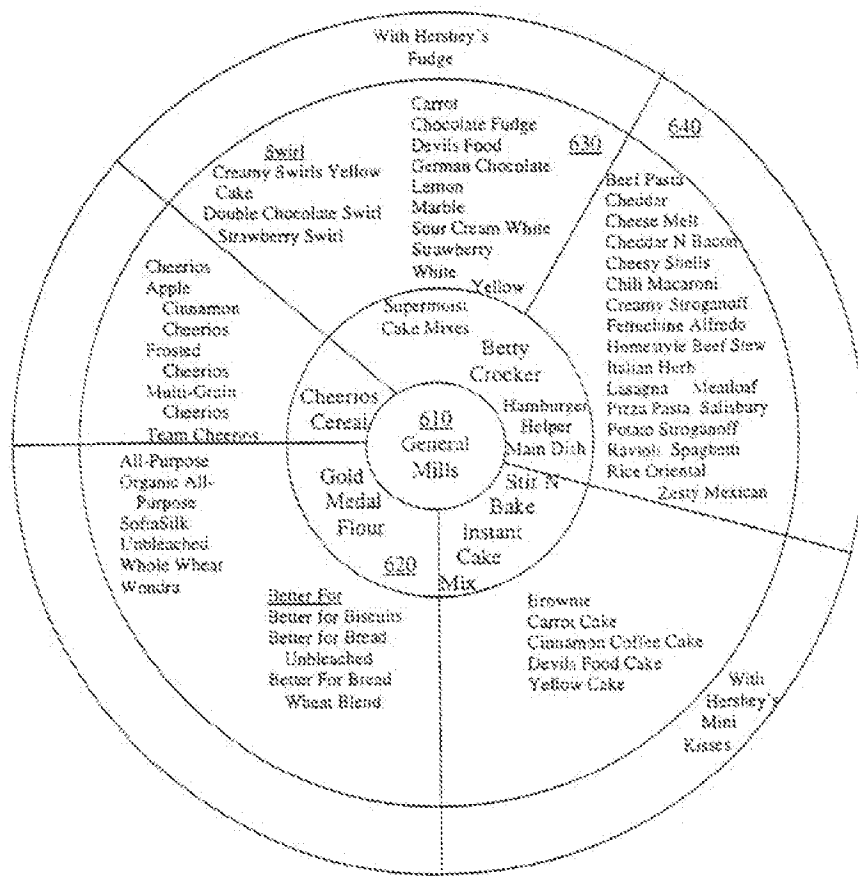 With Hershey's
Fudge
640
Swirl
Creamy Swirls Yellow
Cake
Double Chocolate Swirl
Strawberry Swirl
Carrot
Chocolate Fudge
Devils Food
German Chocolate
Lemon
Marble
Sour Cream White
Strawberry
White
Yellow
630
Beef Pasta
Cheddar
Cheese Melt
Cheddar N Bacon
Cheesy Shells
Chili Macaroni
Creamy Stroganoff
Fettuchine Alfredo
Homestyle Beef Stew
Italian Herb
Lasagna Meatloaf
Pizza Pasta Salisbury
Potato Stroganoff
Ravioli Spaghetti
Rice Oriental
Zesty Mexican
Cheerios
Apple
Cinnamon
Cheerios
Frosted
Cheerios
Multi-Grain
Cheerios
Team Cheerios
Supermoist
Cake Mixes
Betty
Crocker
Cheerios
Cereal
610
General
Mills
Hamburger
Helper
Main Dish
Gold
Medal
Flour
620
Stir N
Bake
Instant
Cake
Mix
All-Purpose
Organic All-
Purpose
SoftaSilk
Unbleached
Whole Wheat
Wondra
Better For
Better for Biscuits
Better for Bread
Unbleached
Better For Bread
Wheat Blend
Brownie
Carrot Cake
Cinnamon Coffee Cake
Devils Food Cake
Yellow Cake
With
Hershey's
Mini
Kisses